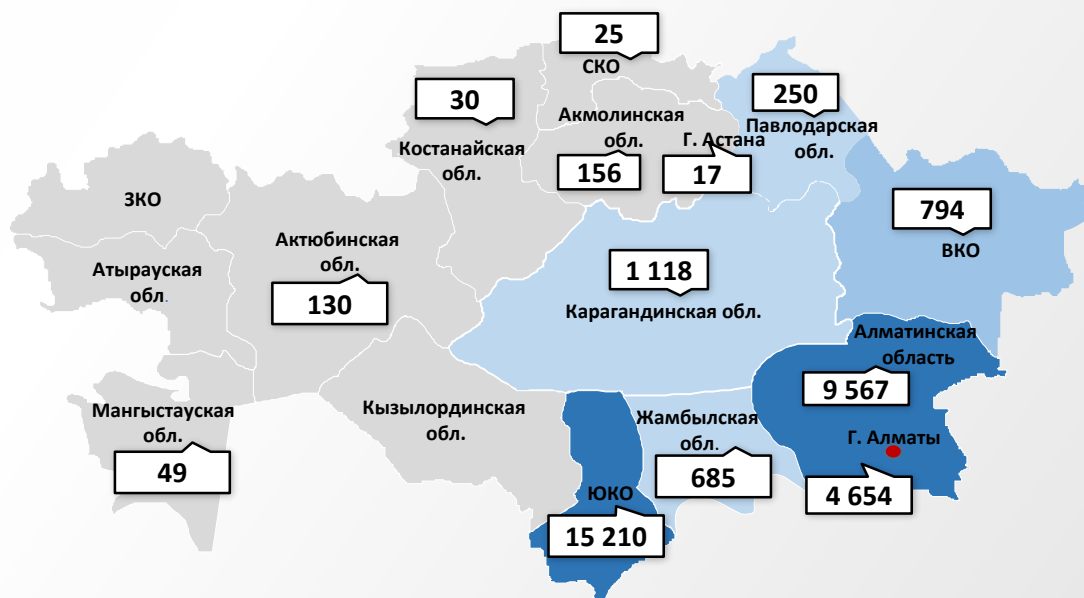 25
СКО
30
Костанайская
обл.
Акмолинская
обл.
156
Г. Астана
17
250
Павлодарская
обл.
794
ВКО
ЗКО
Атырауская
обл.
Актюбинская
обл.
130
1 118
Карагандинская обл.
Алматинская
область
9 567
Г. Алматы
4 654
Мангыстауская
обл.
49
Кызылординская
обл.
Жамбылская
обл.
685
ЮКО
15 210